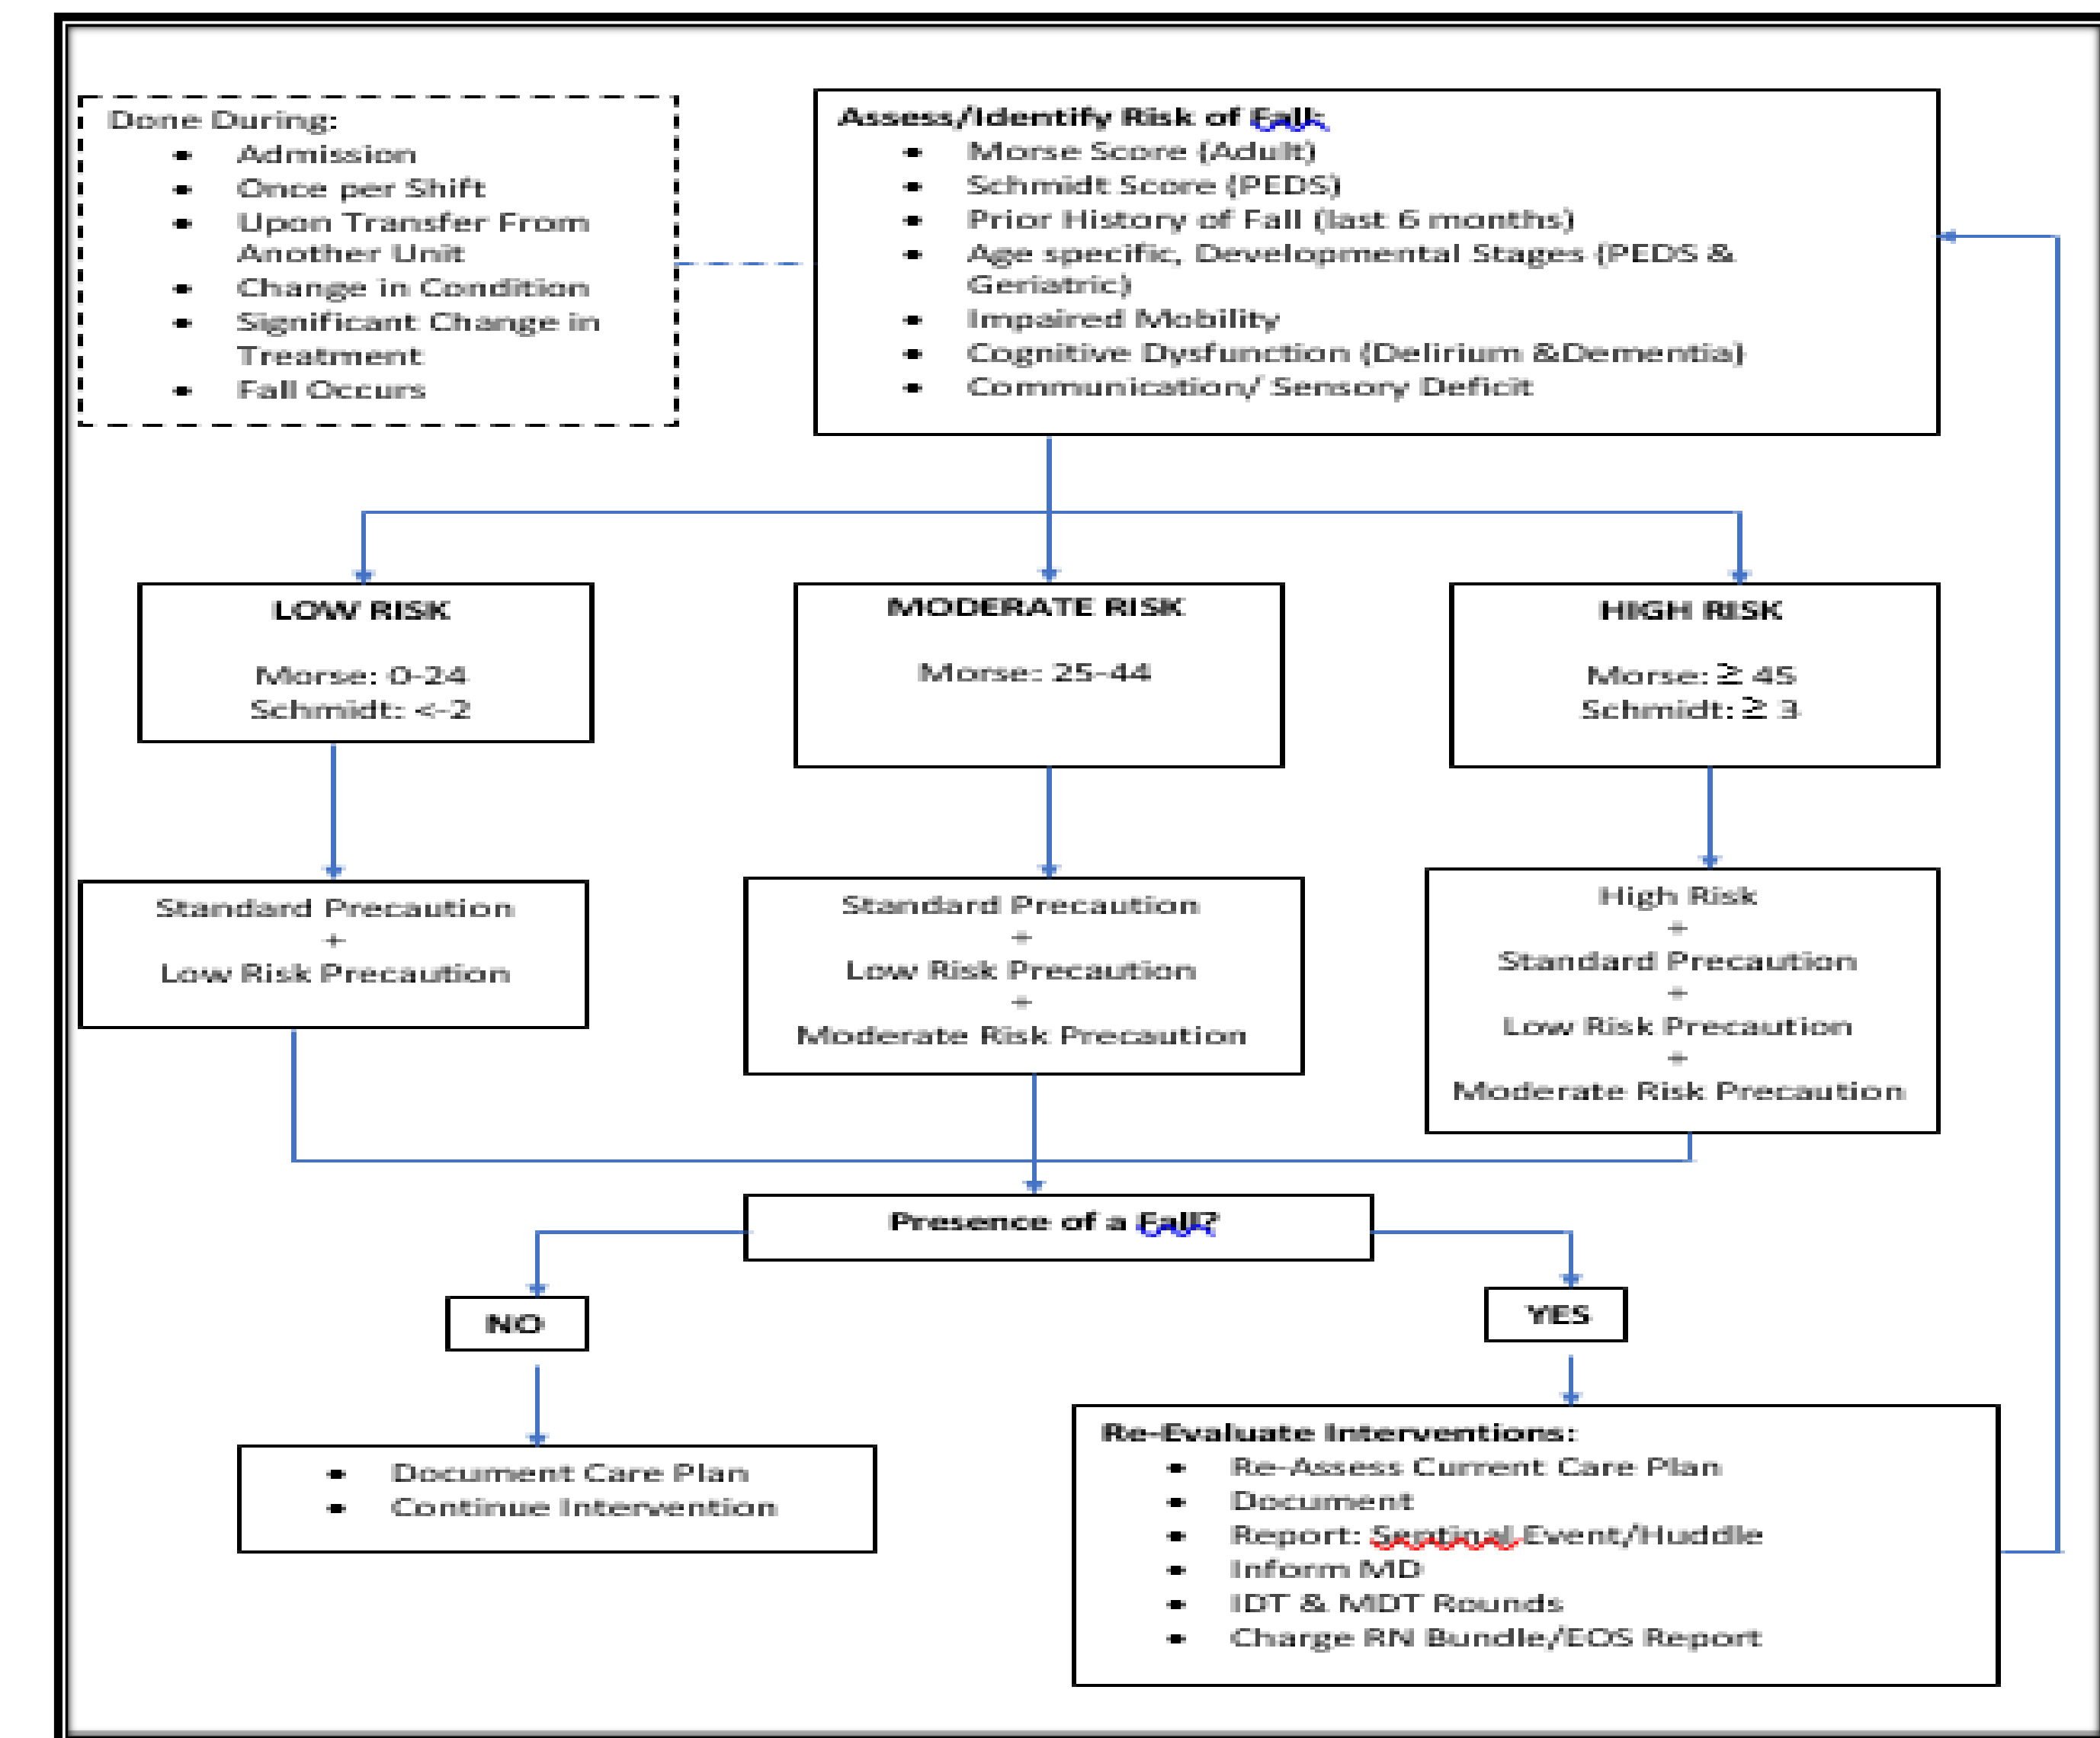 Done During:
• Admission
• Once per Shift
• Upon Transfer From
Another Unit
• Change in Condition
• Significant Change in
Treatment
• Fall Occurs
Assess/Identify Risk of Fall:
• Morse Score (Adult)
• Schmidt Score (PEDS)
• Prior History of Fall (last 6 months)
• Age specific, Developmental Stages (PEDS &
Geriatric)
• Impaired Mobility
• Cognitive Dysfunction (Delirium &Dementia)
• Communication/ Sensory Deficit
LOW RISK
Morse: 0-24
Schmidt: <-2
MODERATE RISK
Morse: 25-44
HIGH RISK
Morse: ≥ 45
Schmidt: ≥ 3
Standard Precaution
+
Low Risk Precaution
Standard Precaution
+
Low Risk Precaution
+
Moderate Risk Precaution
High Risk
+
Standard Precaution
+
Low Risk Precaution
+
Moderate Risk Precaution
Presence of a Fall?
NO
YES
• Document Care Plan
• Continue Intervention
Re-Evaluate Interventions:
• Re-Assess Current Care Plan
• Document
• Report: Sentinal Event/Huddle
• Inform MD
• IDT & MDT Rounds
• Charge RN Bundle/EOS Report